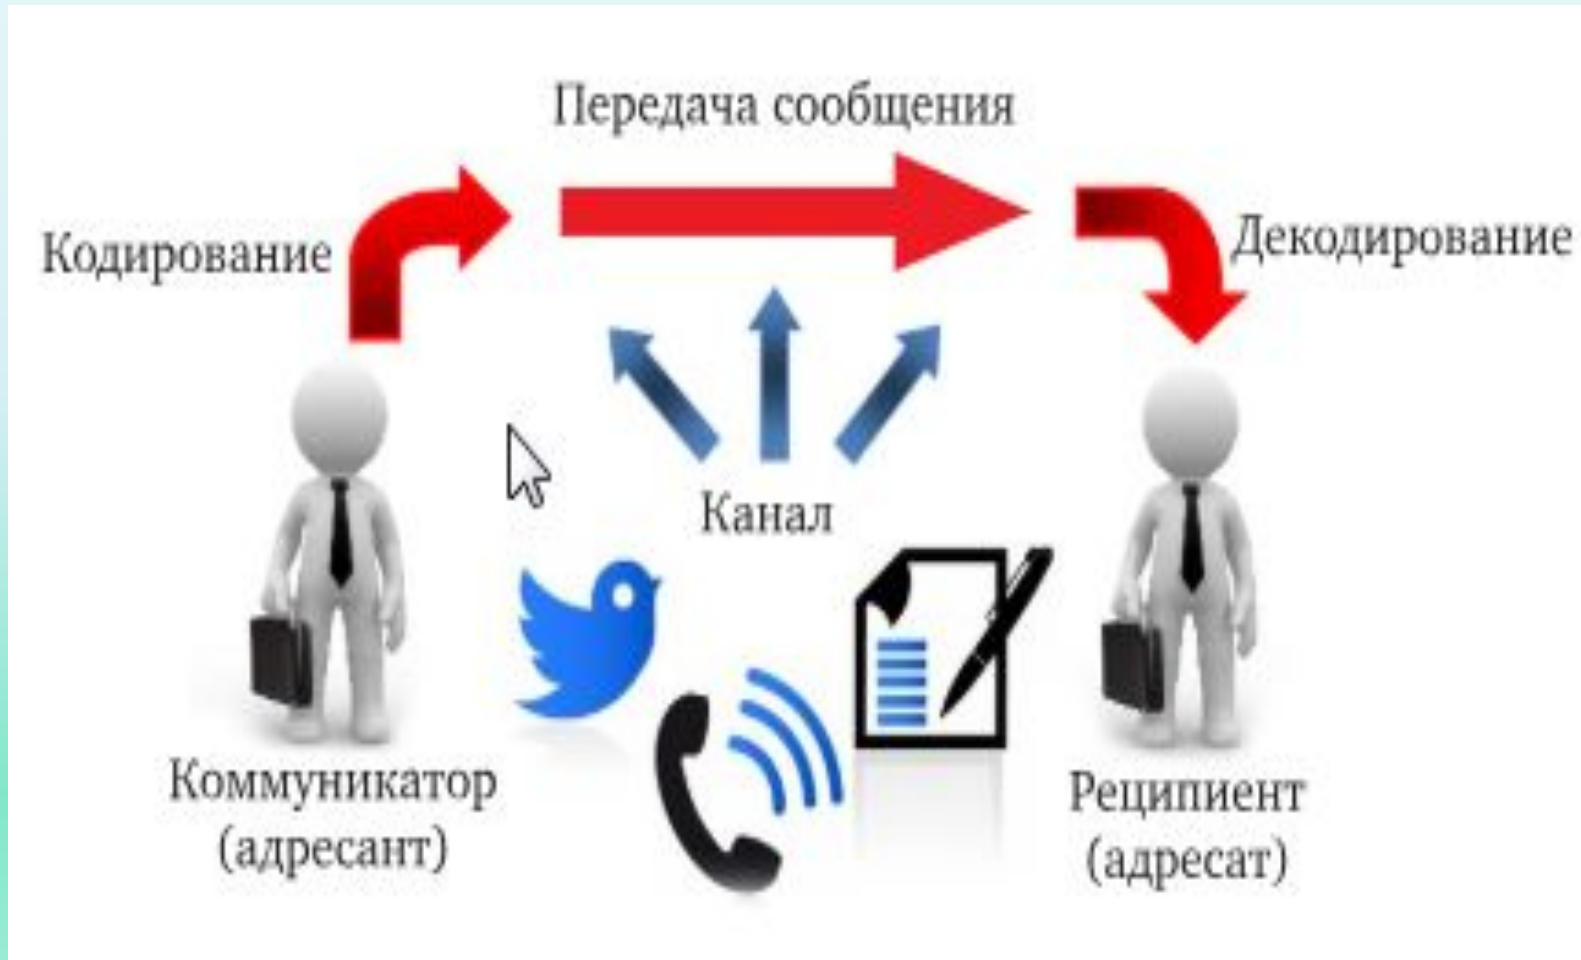 Передача сообщения
Кодирование
Декодирование
Канал
Коммуникатор
(адресант)
Реципиент
(адресат)